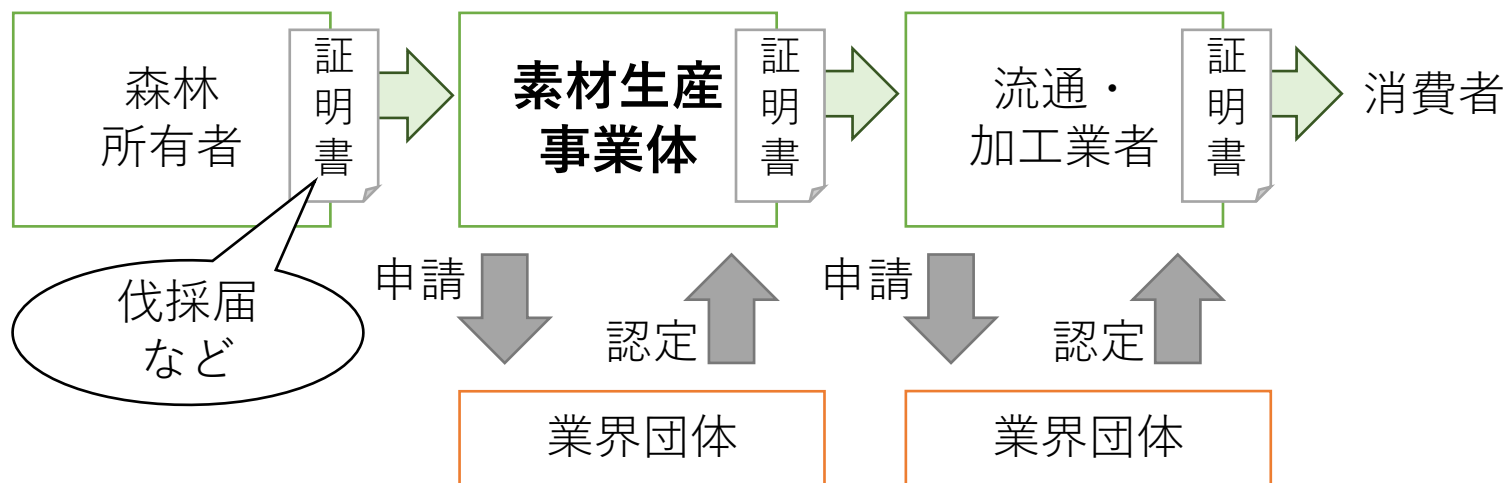 森林
所有者
証明書
素材生産
事業体
証明書
流通・
加工業者
証明書
消費者
伐採届
など
申請
認定
申請
認定
業界団体
業界団体